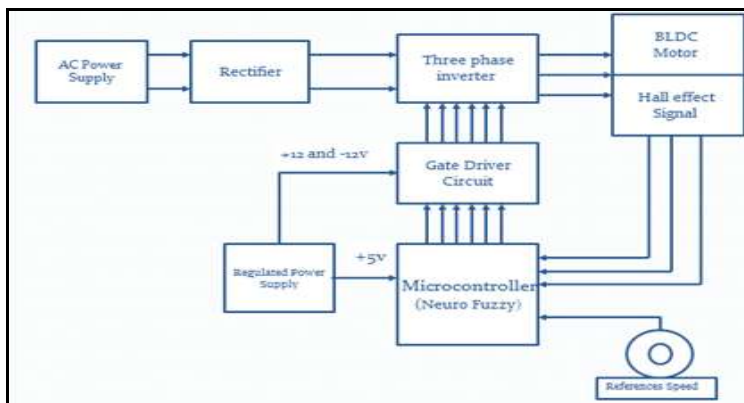 AC Power
Supply
Rectifier
Three phase
inverter
BLDC
Motor
Hall effect
Signal
+12 and -12v
Gate Driver
Circuit
Regulated Power
Supply
+5v
Microcontroller
(Neuro Fuzzy)
References Speed